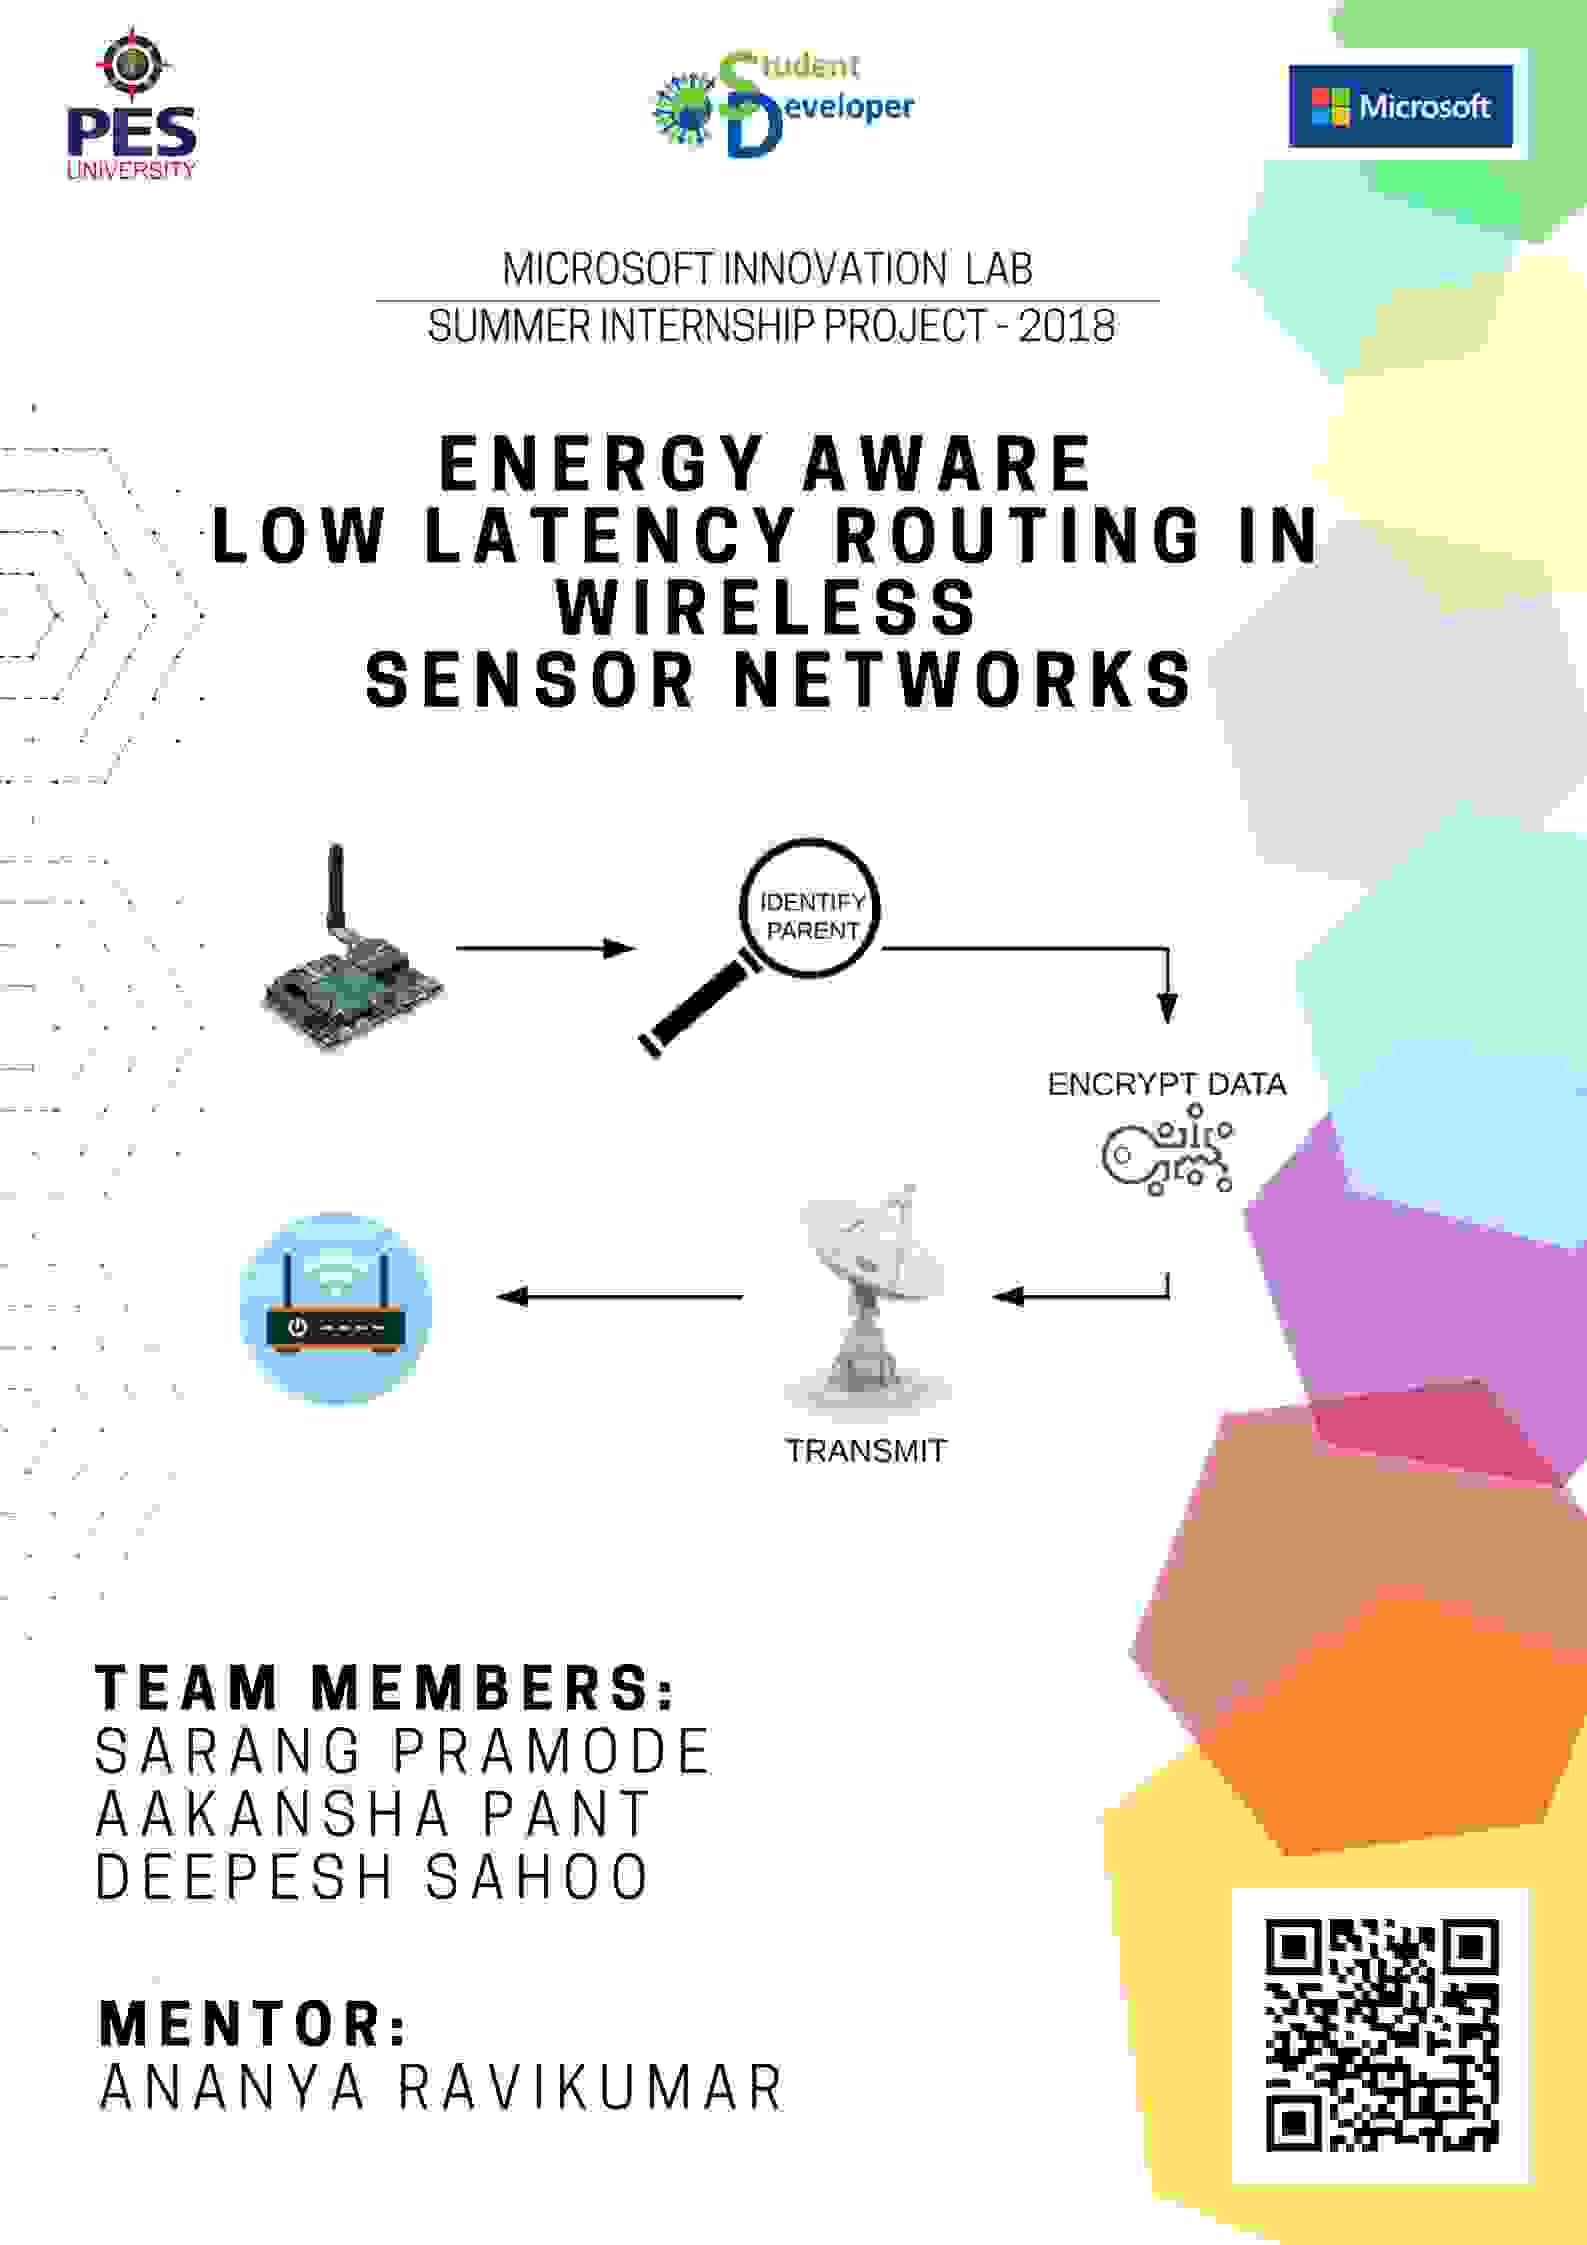 PES
UNIVERSITY
Student
Developer
Microsoft
MICROSOFT INNOVATION LAB
SUMMER INTERNSHIP PROJECT - 2018
ENERGY AWARE
LOW LATENCY ROUTING IN
WIRELESS
SENSOR NETWORKS
IDENTIFY
PARENT
ENCRYPT DATA
TRANSMIT
TEAM MEMBERS:
SARANG PRAMODE
AAKANSHA PANT
DEEPESH SAHOO
MENTOR:
ANANYA RAVIKUMAR